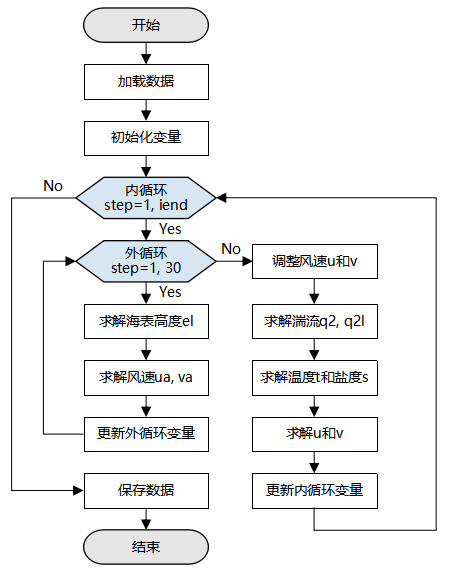 开始
加载数据
初始化变量
内循环
step=1, iend
No
Yes
外循环
step=1, 30
No
Yes
求解海表高度el
求解风速ua, va
更新外循环变量
调整风速u和v
求解湍流q2, q2l
求解温度t和盐度s
求解u和v
更新内循环变量
保存数据
结束